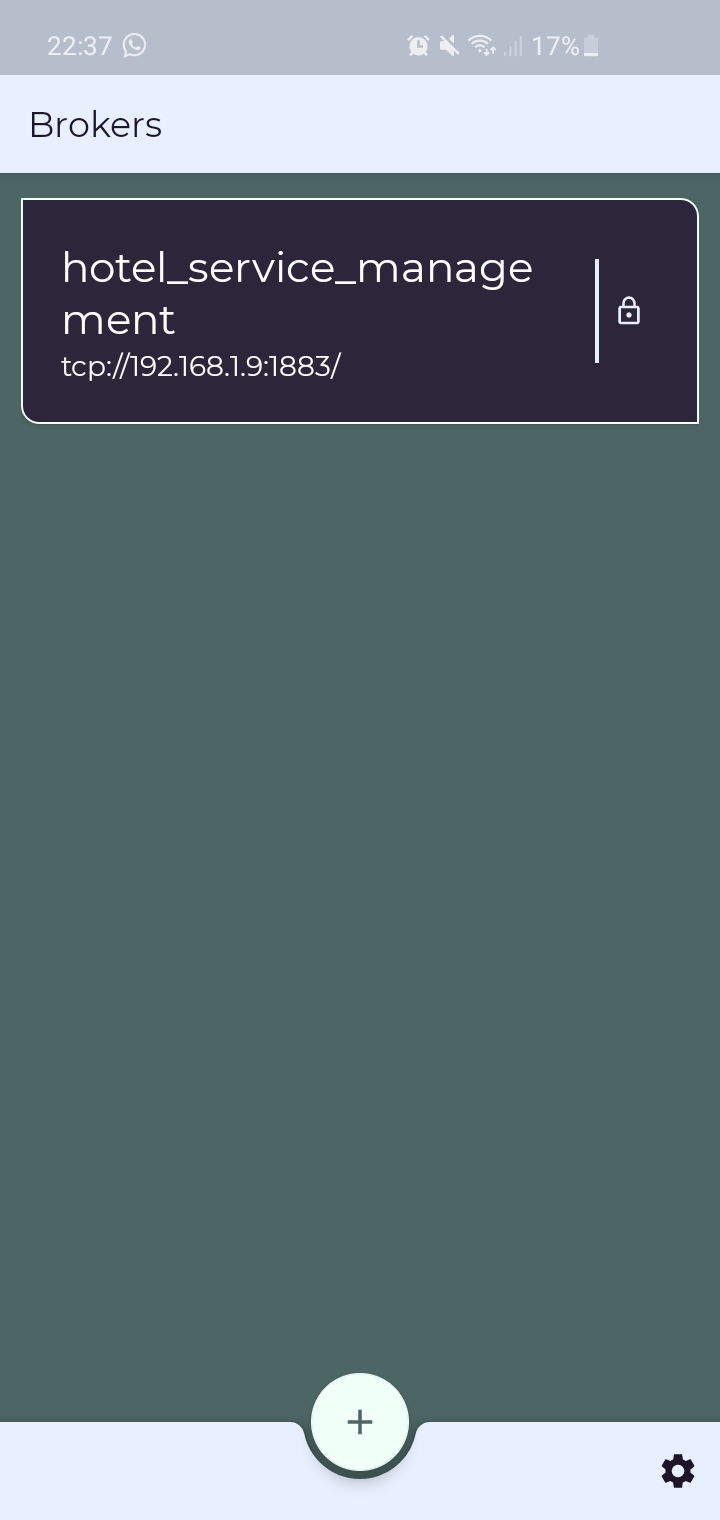 22:37 17%
Brokers
hotel_service_manage
ment
tcp://192.168.1.9:1883/